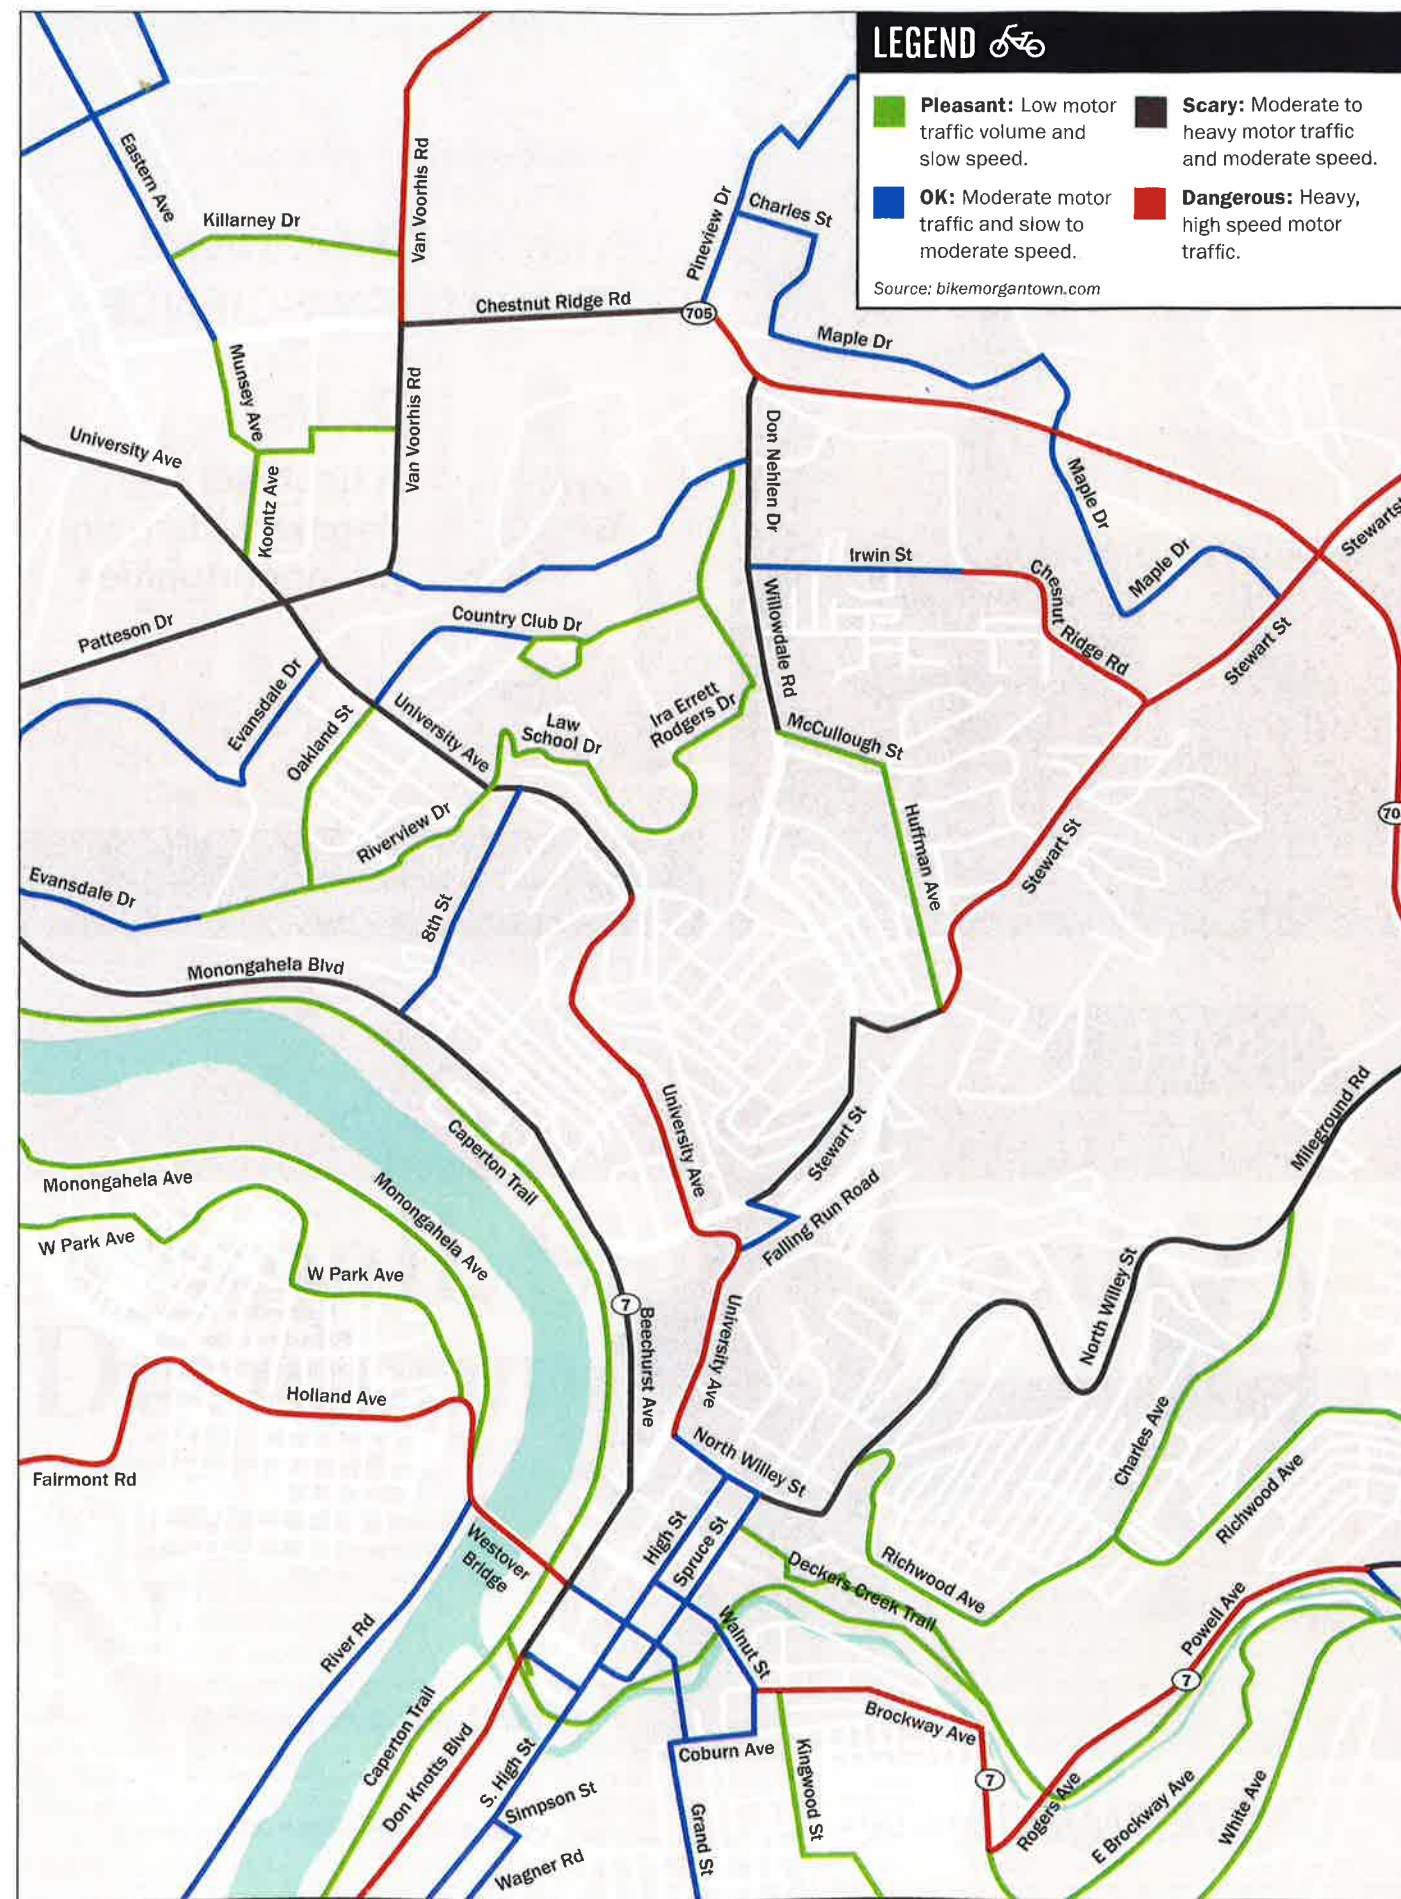 LEGEND
Pleasant: Low motor
traffic volume and
slow speed.
OK: Moderate motor
traffic and slow to
moderate speed.
Scary: Moderate to
heavy motor traffic
and moderate speed.
Dangerous: Heavy,
high speed motor
traffic.
Source: bikemorgantown.com
Eastern Ave
Killarney Dr
Van Voorhis Rd
Pineview Dr
Charles St
Chestnut Ridge Rd
705
Maple Dr
Munsey Ave
Van Voorhis Rd
University Ave
Koontz Ave
Don Nehlen Dr
Maple Dr
Maple Dr
Irwin St
Chesnut Ridge Rd
Patteson Dr
Country Club Dr
Willowdale Rd
Stewart St
Evansdale Dr
Oakland St
University Ave
Law
School Dr
Ira Errett
Rodgers Dr
McCullough St
Huffman Ave
Stewart St
70
Riverview Dr
8th St
Evansdale Dr
Monongahela Blvd
Caperton Trail
University Ave
Stewart St
Falling Run Road
Mileground Rd
Monongahela Ave
Monongahela Ave
W Park Ave
W Park Ave
7
Beechurst Ave
University Ave
North Willey St
Holland Ave
Fairmont Rd
North Willey St
Charles Ave
Richwood Ave
High St
Spruce St
Westover
Bridge
Deckers Creek Trail
Richwood Ave
River Rd
Walnut St
Powell Ave
7
Caperton Trail
Don Knotts Blvd
S. High St
Brockway Ave
Coburn Ave
Kingwood St
7
Rogers Ave
E Brockway Ave
White Ave
Simpson St
Wagner Rd
Grand St